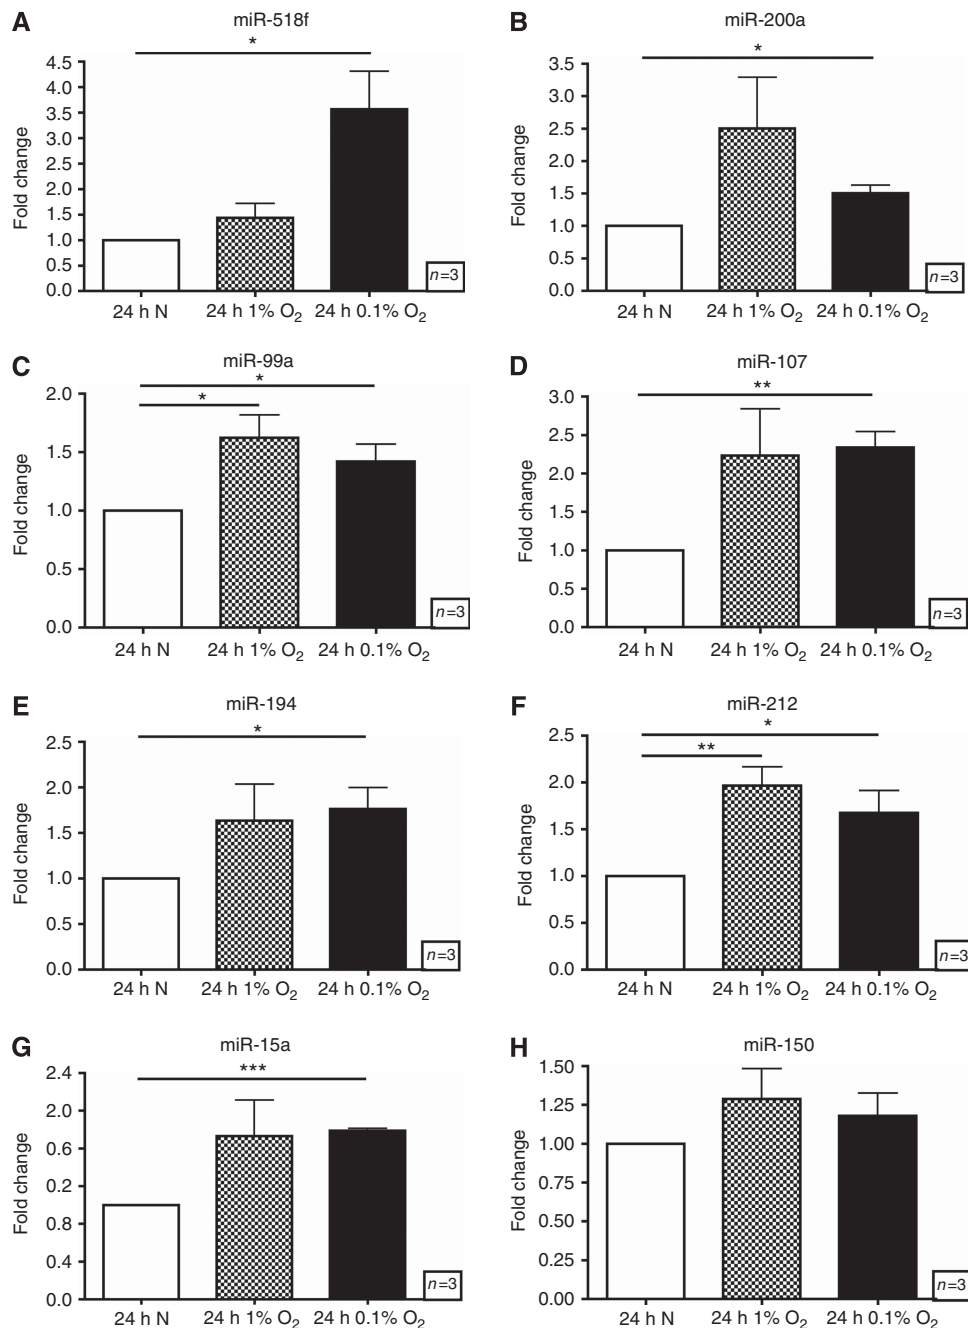 A
miR-518f
*
Fold change
4.5
4.0
3.5
3.0
2.5
2.0
1.5
1.0
0.5
0.0
n=3
24 h N 24 h 1% O2 24 h 0.1% O2
B
miR-200a
*
Fold change
3.5
3.0
2.5
2.0
1.5
1.0
0.5
0.0
n=3
24 h N 24 h 1% O2 24 h 0.1% O2
C
miR-99a
*
*
Fold change
2.0
1.5
1.0
0.5
0.0
n=3
24 h N 24 h 1% O2 24 h 0.1% O2
D
miR-107
**
Fold change
3.0
2.5
2.0
1.5
1.0
0.5
0.0
n=3
24 h N 24 h 1% O2 24 h 0.1% O2
E
miR-194
*
Fold change
2.5
2.0
1.5
1.0
0.5
0.0
n=3
24 h N 24 h 1% O2 24 h 0.1% O2
F
miR-212
*
**
Fold change
2.5
2.0
1.5
1.0
0.5
0.0
n=3
24 h N 24 h 1% O2 24 h 0.1% O2
G
miR-15a
***
Fold change
2.4
2.0
0.6
0.2
0.8
0.4
0.0
n=3
24 h N 24 h 1% O2 24 h 0.1% O2
H
miR-150
Fold change
1.50
1.25
1.00
0.75
0.50
0.25
0.00
n=3
24 h N 24 h 1% O2 24 h 0.1% O2